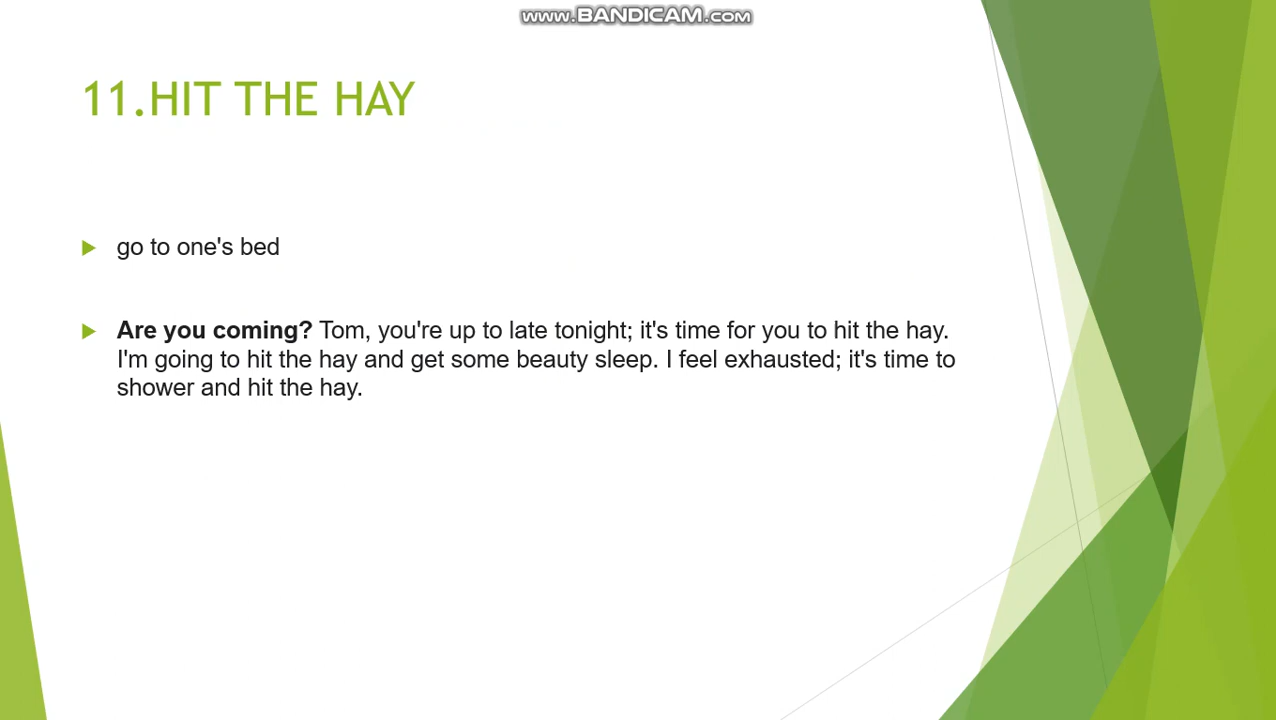 www.BANDICAM.com
11.HIT THE HAY
go to one's bed
Are you coming? Tom, you're up to late tonight; it's time for you to hit the hay.
I'm going to hit the hay and get some beauty sleep. I feel exhausted; it's time to
shower and hit the hay.